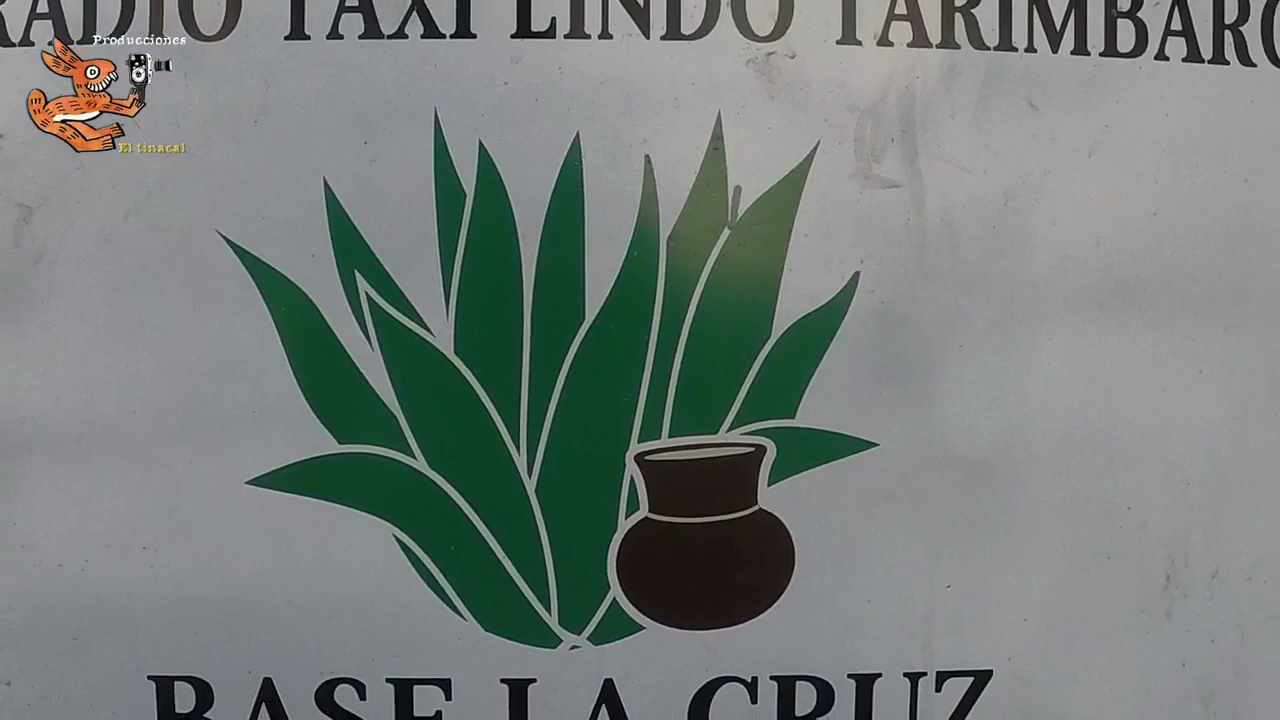 RADIO TAXI LINDO TARIMBARO
Producciones
El tinacal
BASE LA CRUZ